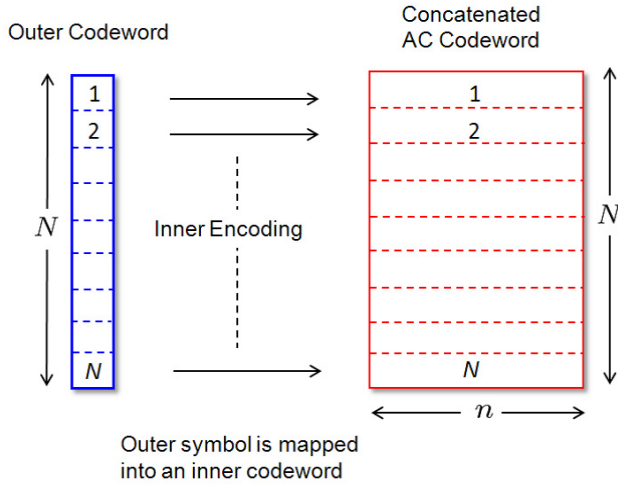 Outer Codeword
Concatenated
AC Codeword
1
1
2
2
N
Inner Encoding
N
N
N
n
Outer symbol is mapped
into an inner codeword